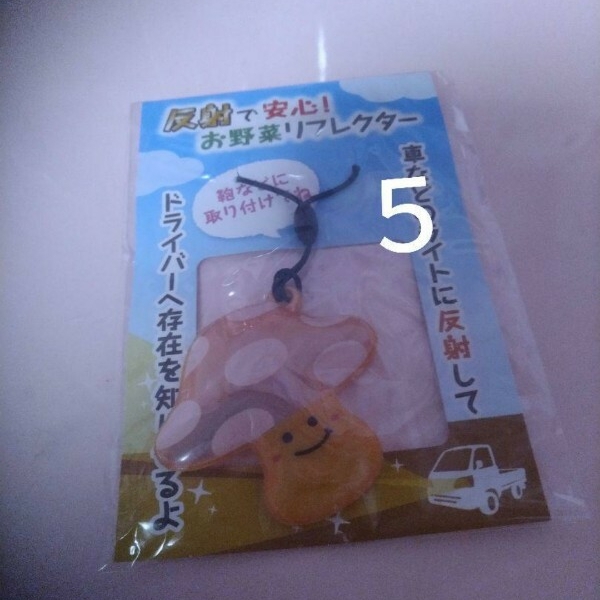 反射で安心!
お野菜リフレクター
鞄などに
取り付けてね
車などのライトに反射して
ドライバーへ存在を知らせるよ
5